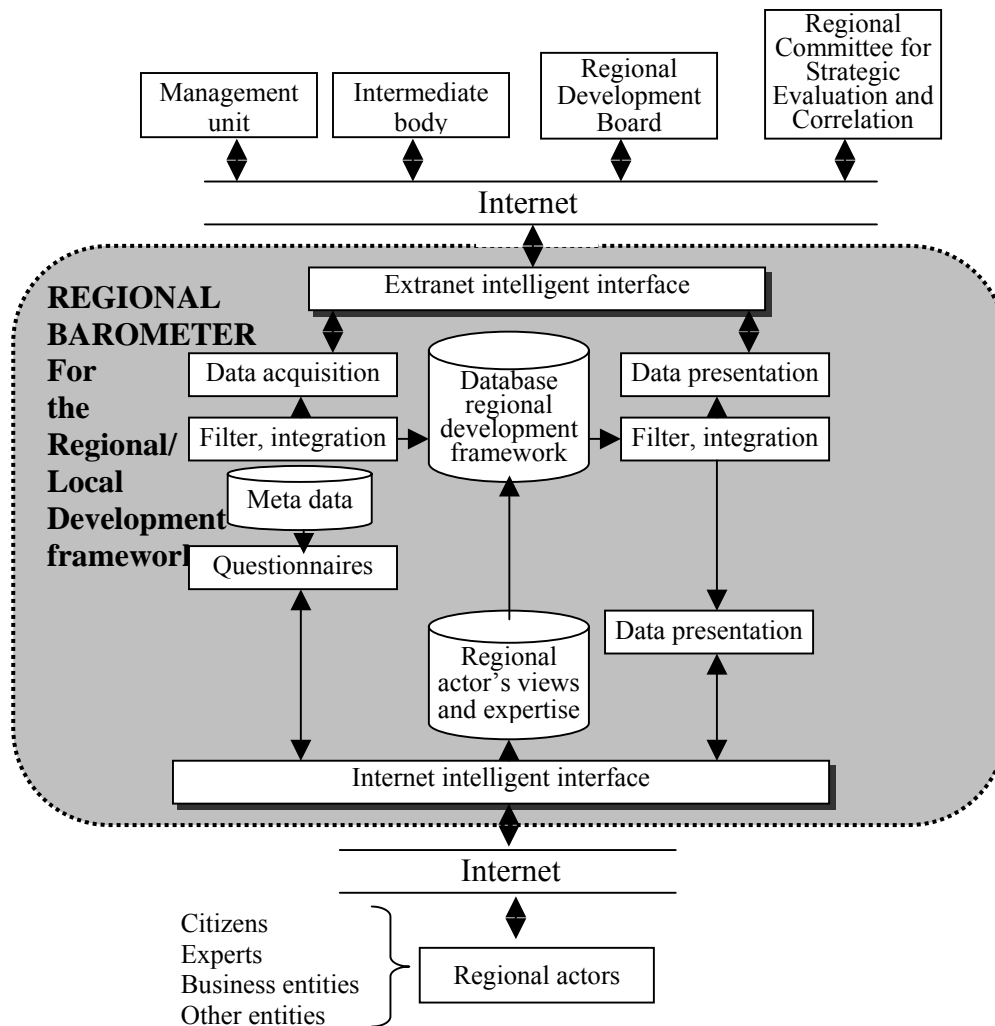 Management
unit
Intermediate
body
Regional
Development
Board
Regional
Committee for
Strategic
Evaluation and
Correlation
Internet
Extranet intelligent interface
REGIONAL
BAROMETER
For
the
Regional/
Local
Development
framework
Data acquisition
Filter, integration
Meta data
Questionnaires
Database
regional
development
framework
Data presentation
Filter, integration
Data presentation
Regional
actor's views
and expertise
Internet intelligent interface
Internet
Citizens
Experts
Business entities
Other entities
Regional actors